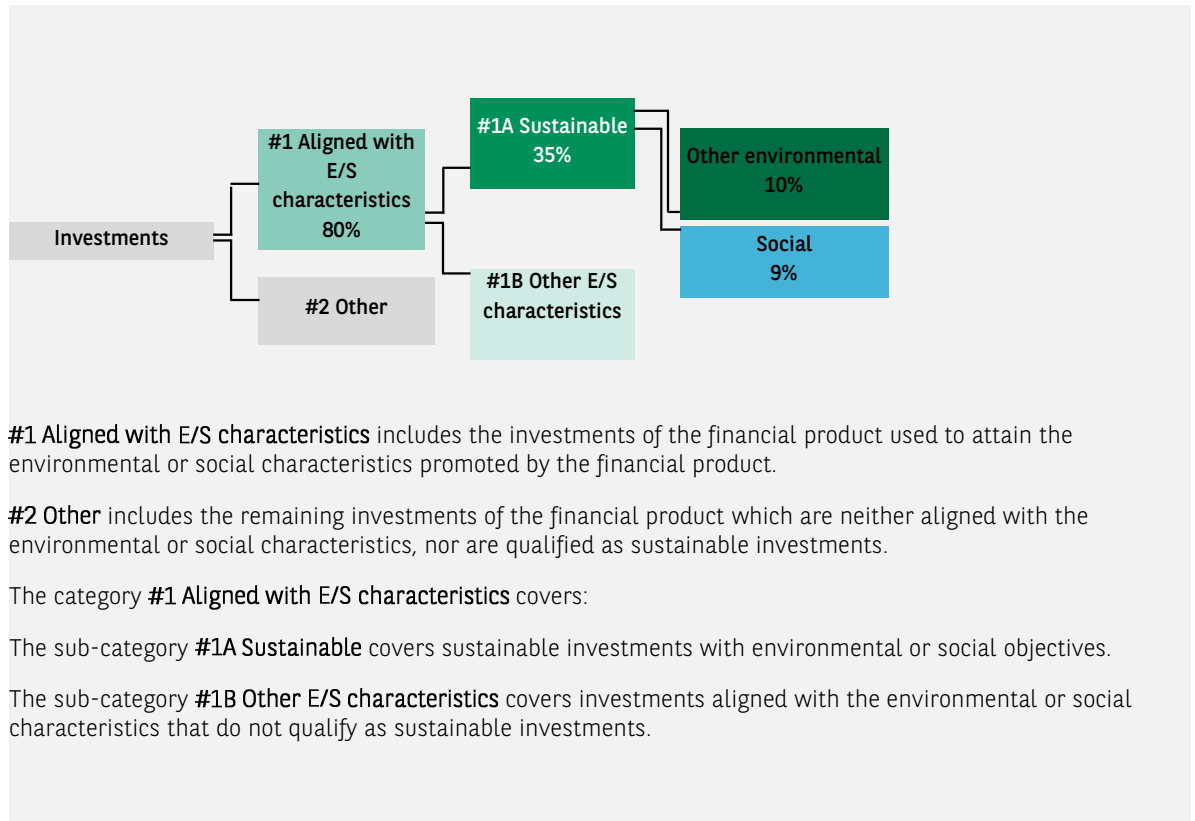 #1A Sustainable
35%
#1 Aligned with
E/S
characteristics
80%
Other environmental
10%
Investments
Social
9%
#2 Other
#1B Other E/S
characteristics
#1 Aligned with E/S characteristics includes the investments of the financial product used to attain the
environmental or social characteristics promoted by the financial product.
#2 Other includes the remaining investments of the financial product which are neither aligned with the
environmental or social characteristics, nor are qualified as sustainable investments.
The category #1 Aligned with E/S characteristics covers:
The sub-category #1A Sustainable covers sustainable investments with environmental or social objectives.
The sub-category #1B Other E/S characteristics covers investments aligned with the environmental or social
characteristics that do not qualify as sustainable investments.